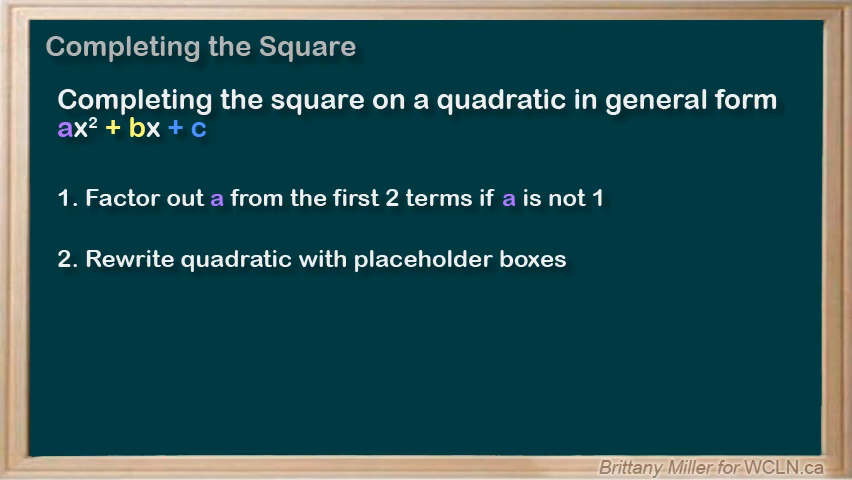 Completing the Square
Completing the square on a quadratic in general form
ax² + bx + c
1. Factor out a from the first 2 terms if a is not 1
2. Rewrite quadratic with placeholder boxes
Brittany Miller for WCLN.ca